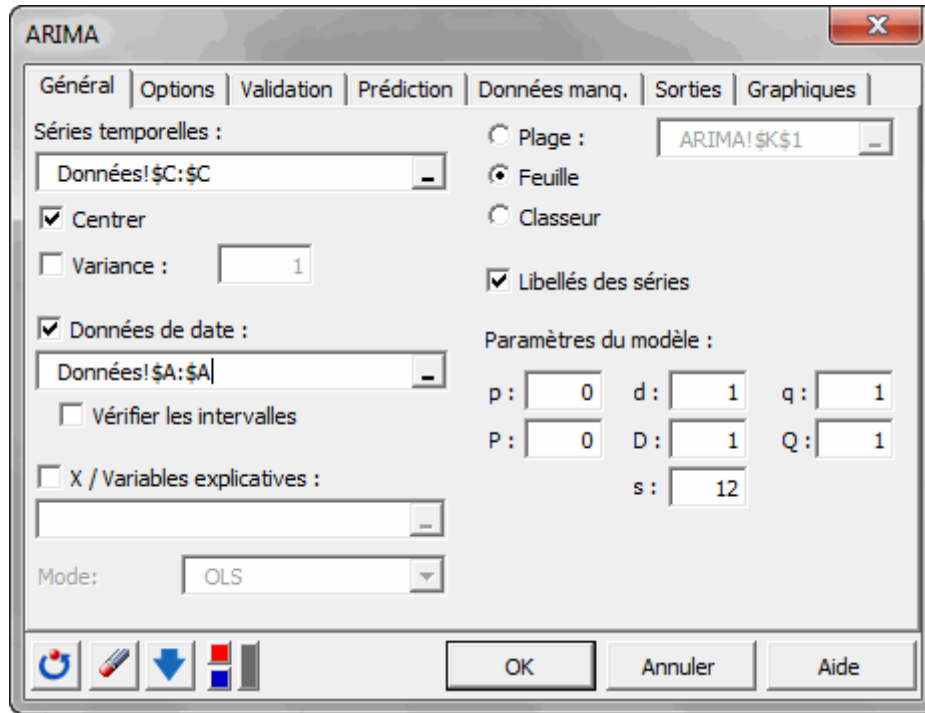 ARIMA
Général Options Validation Prédiction Données manq. Sorties Graphiques
Séries temporelles :
Données!$C:$C
Centrer
Variance : 1
Données de date :
Données!$A:$A
Vérifier les intervalles
X / Variables explicatives :
Mode: OLS
Plage : ARIMA!$K$1
Feuille
Classeur
Libellés des séries
Paramètres du modèle :
p : 0 d : 1 q : 1
P : 0 D : 1 Q : 1
s : 12
OK Annuler Aide